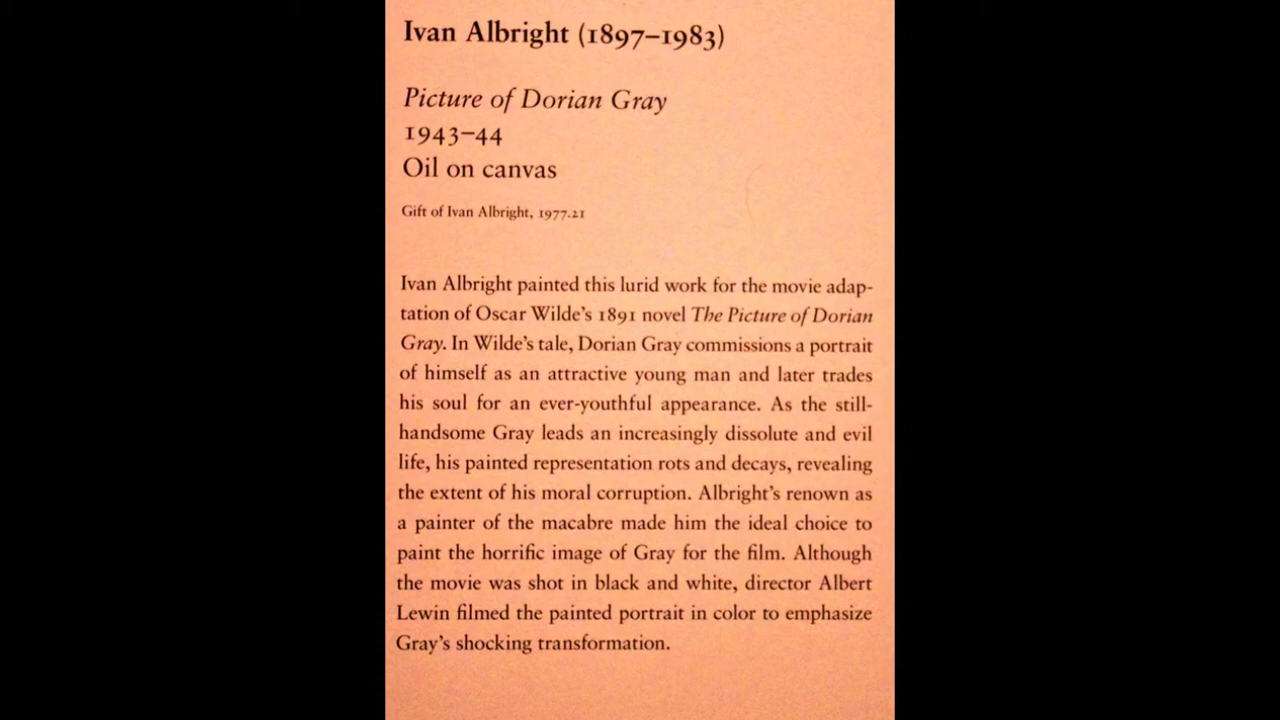 Ivan Albright (1897–1983)
Picture of Dorian Gray
1943–44
Oil on canvas
Gift of Ivan Albright, 1977.21
Ivan Albright painted this lurid work for the movie adap-
tation of Oscar Wilde's 1891 novel The Picture of Dorian
Gray. In Wilde's tale, Dorian Gray commissions a portrait
of himself as an attractive young man and later trades
his soul for an ever-youthful appearance. As the still-
handsome Gray leads an increasingly dissolute and evil
life, his painted representation rots and decays, revealing
the extent of his moral corruption. Albright's renown as
a painter of the macabre made him the ideal choice to
paint the horrific image of Gray for the film. Although
the movie was shot in black and white, director Albert
Lewin filmed the painted portrait in color to emphasize
Gray's shocking transformation.